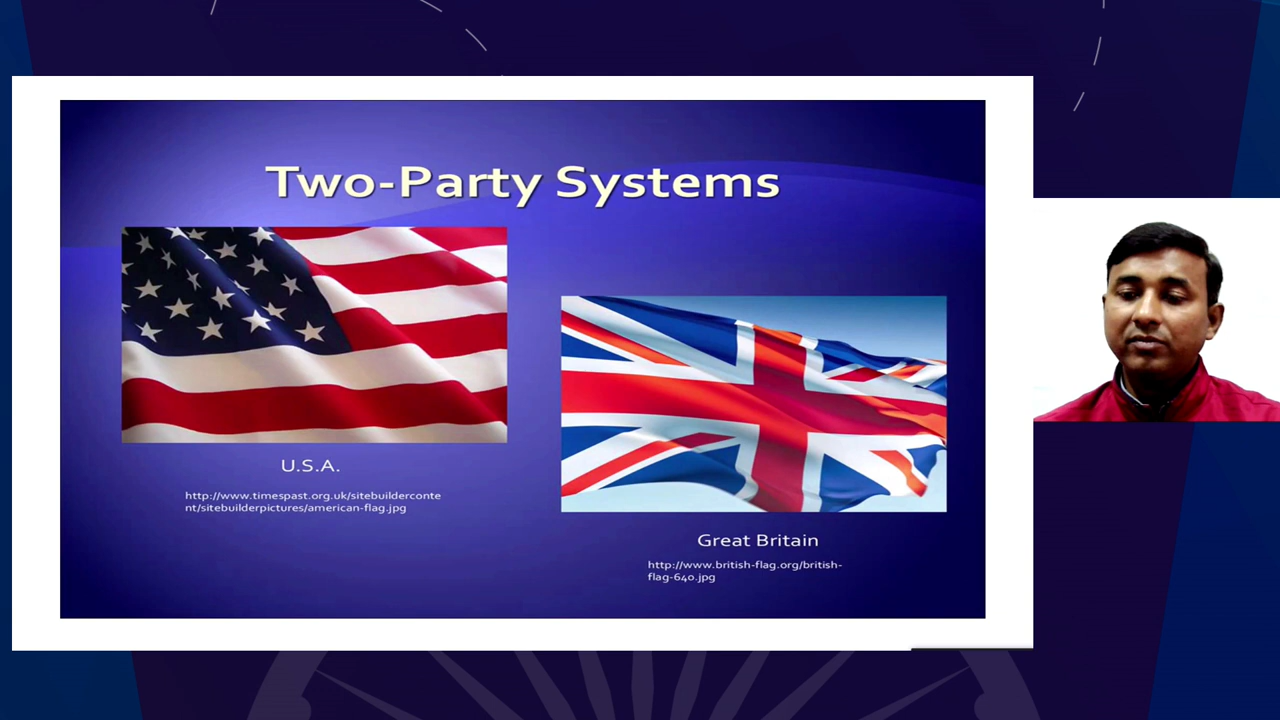 Two-Party Systems
U.S.A.
http://www.timespast.org.uk/sitebuilderconte
nt/sitebuilderpictures/american-flag.jpg
Great Britain
http://www.british-flag.org/british-
flag-640.jpg